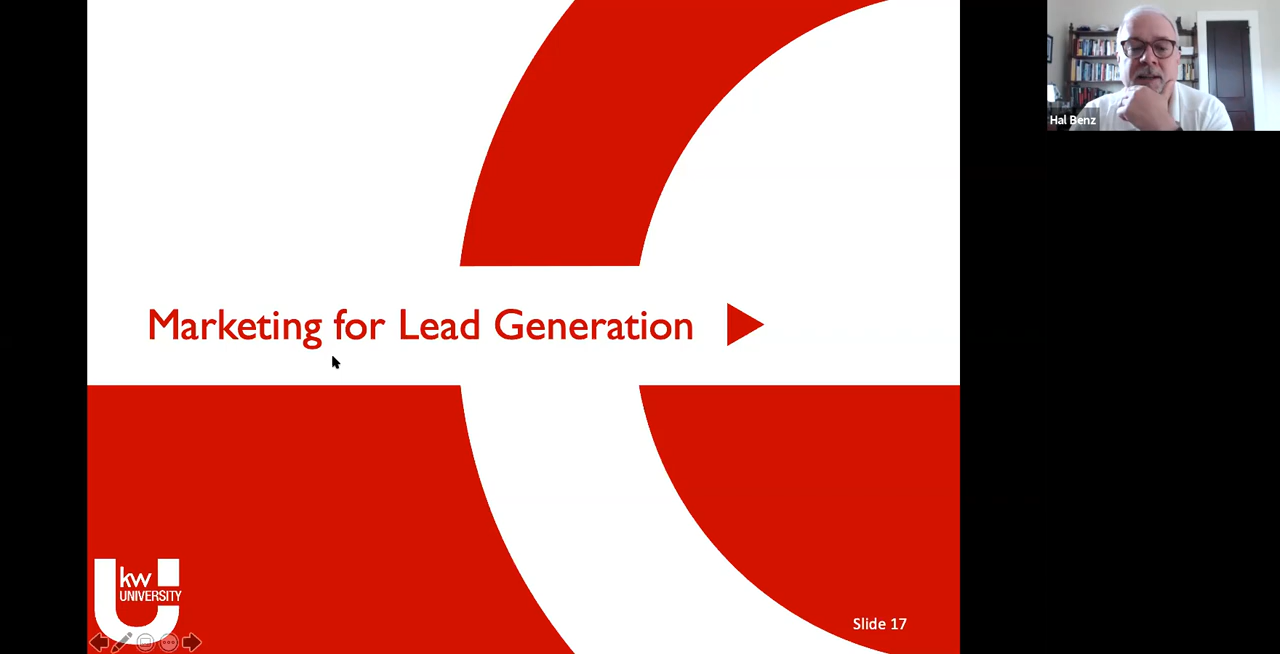 Marketing for Lead Generation
kw
UNIVERSITY
Slide 17
Hal Benz